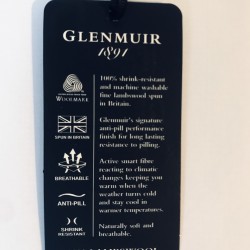 GLENMUIR
1891
WOOLMARK
100% shrink-resistant
and machine washable
fine lambswool spun
in Britain.
SPUN IN BRITAIN
Glenmuir's signature
anti-pill performance
finish for long lasting
resistance to pilling.
BREATHABLE
Active smart fibre
reacting to climatic
changes keeping you
warm when the
weather turns cold
and stay cool in
warmer temperatures.
ANTI-PILL
SHRINK
RESISTANT
Naturally soft and
breathable.